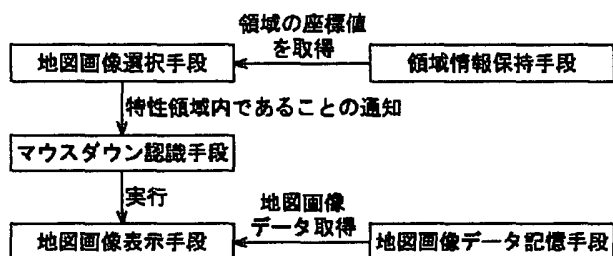 領域の座標値
を取得
地図画像選択手段
領域情報保持手段
特性領域内であることの通知
マウスダウン認識手段
実行
地図画像
データ取得
地図画像表示手段
地図画像データ記憶手段